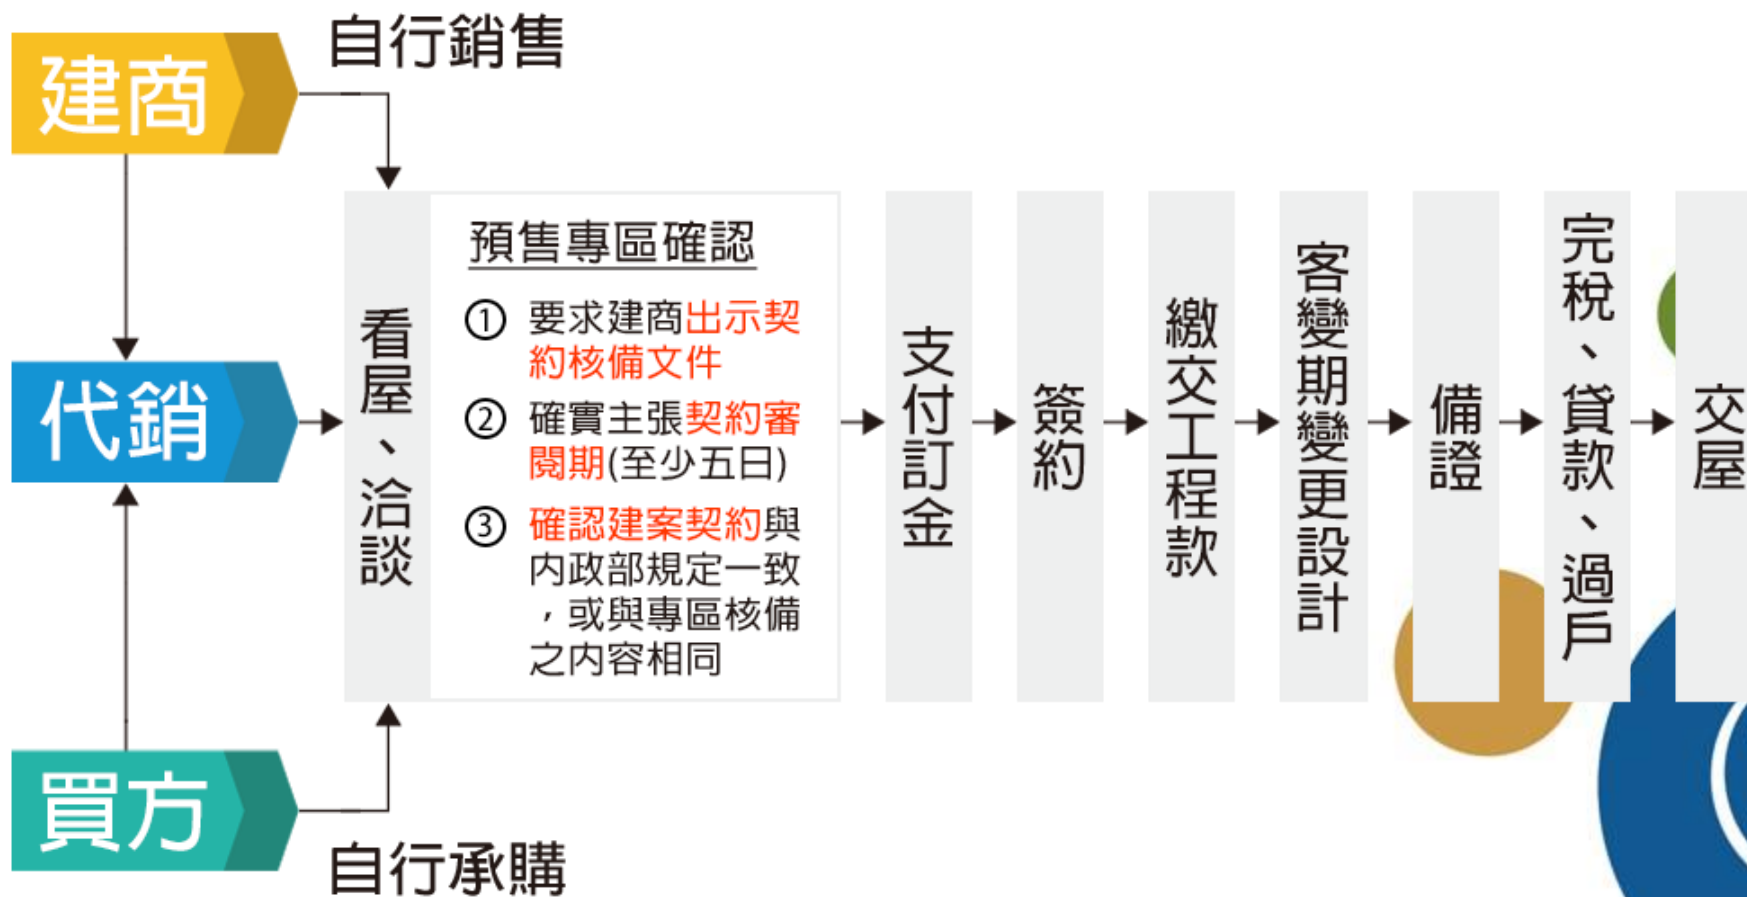 自行銷售
建商
代銷
買方
自行承購
看屋、洽談
預售專區確認
① 要求建商出示契
約核備文件
② 確實主張契約審
閱期(至少五日)
③ 確認建案契約與
內政部規定一致
，或與專區核備
之內容相同
支付訂金
簽約
繳交工程款
客變期變更設計
備證
完稅、貸款、過戶
交屋